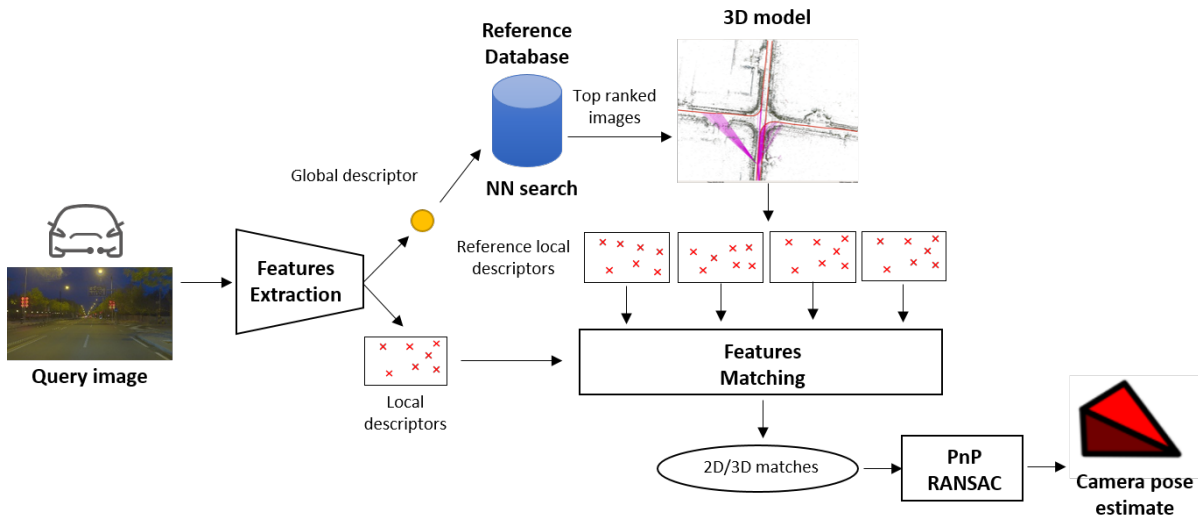 3D model
Reference
Database
Top ranked
images
NN search
Global descriptor
Reference local
descriptors
Features
Extraction
Query image
Local
descriptors
Features
Matching
2D/3D matches
PnP
RANSAC
Camera pose
estimate